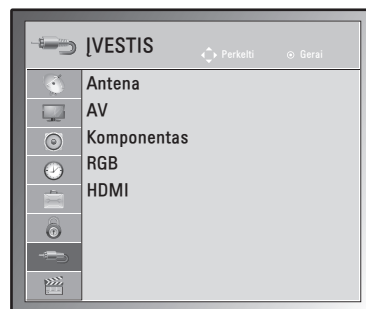 ĮVESTIS Perkelti Gerai
Antena
AV
Komponentas
RGB
HDMI